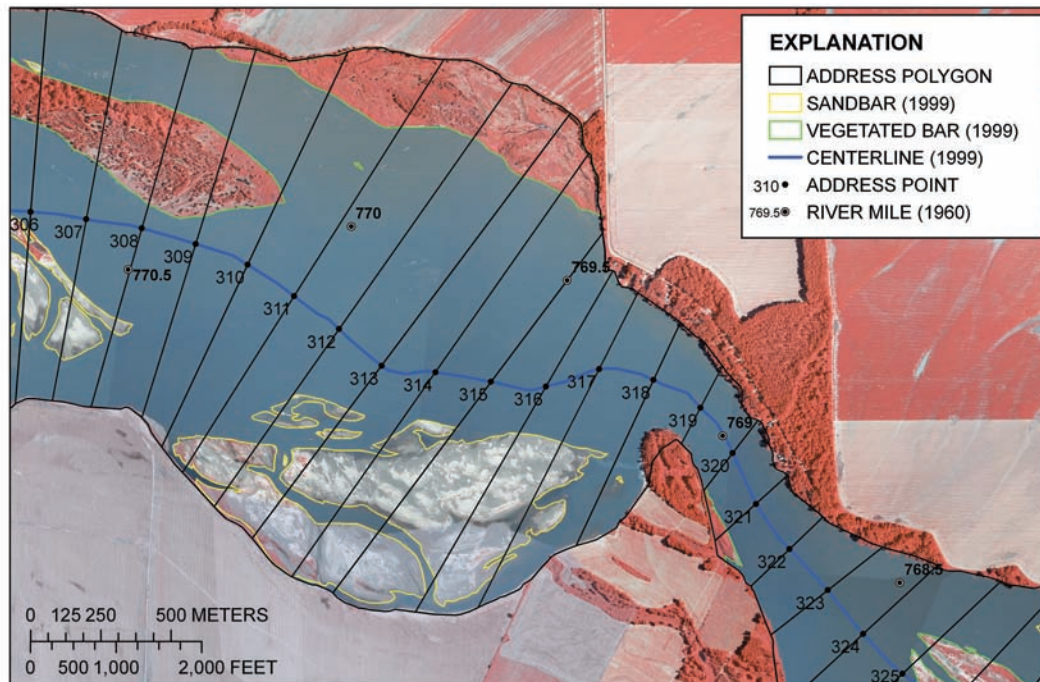 EXPLANATION
ADDRESS POLYGON
SANDBAR (1999)
VEGETATED BAR (1999)
CENTERLINE (1999)
310 ADDRESS POINT
769.5 RIVER MILE (1960)
306
307
308
309
310
311
312
313
314
315
316
317
318
319
320
321
322
323
324
325
770.5
770
769.5
769
768.5
0 125 250 500 METERS
0 500 1,000 2,000 FEET